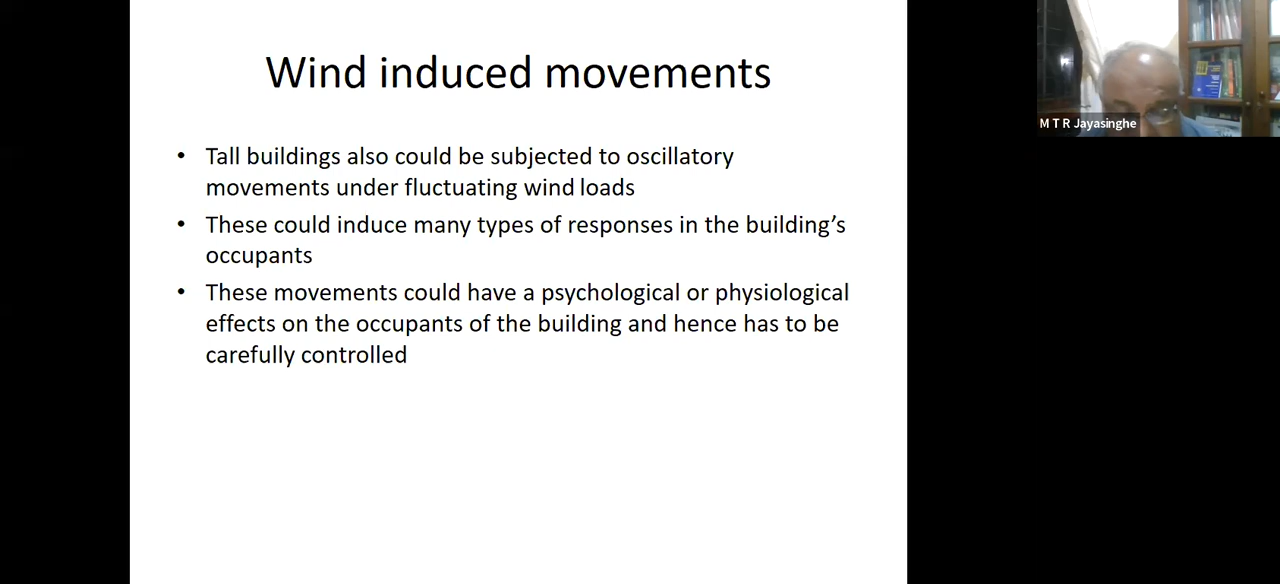 Wind induced movements
• Tall buildings also could be subjected to oscillatory
movements under fluctuating wind loads
• These could induce many types of responses in the building’s
occupants
• These movements could have a psychological or physiological
effects on the occupants of the building and hence has to be
carefully controlled
M T R Jayasinghe